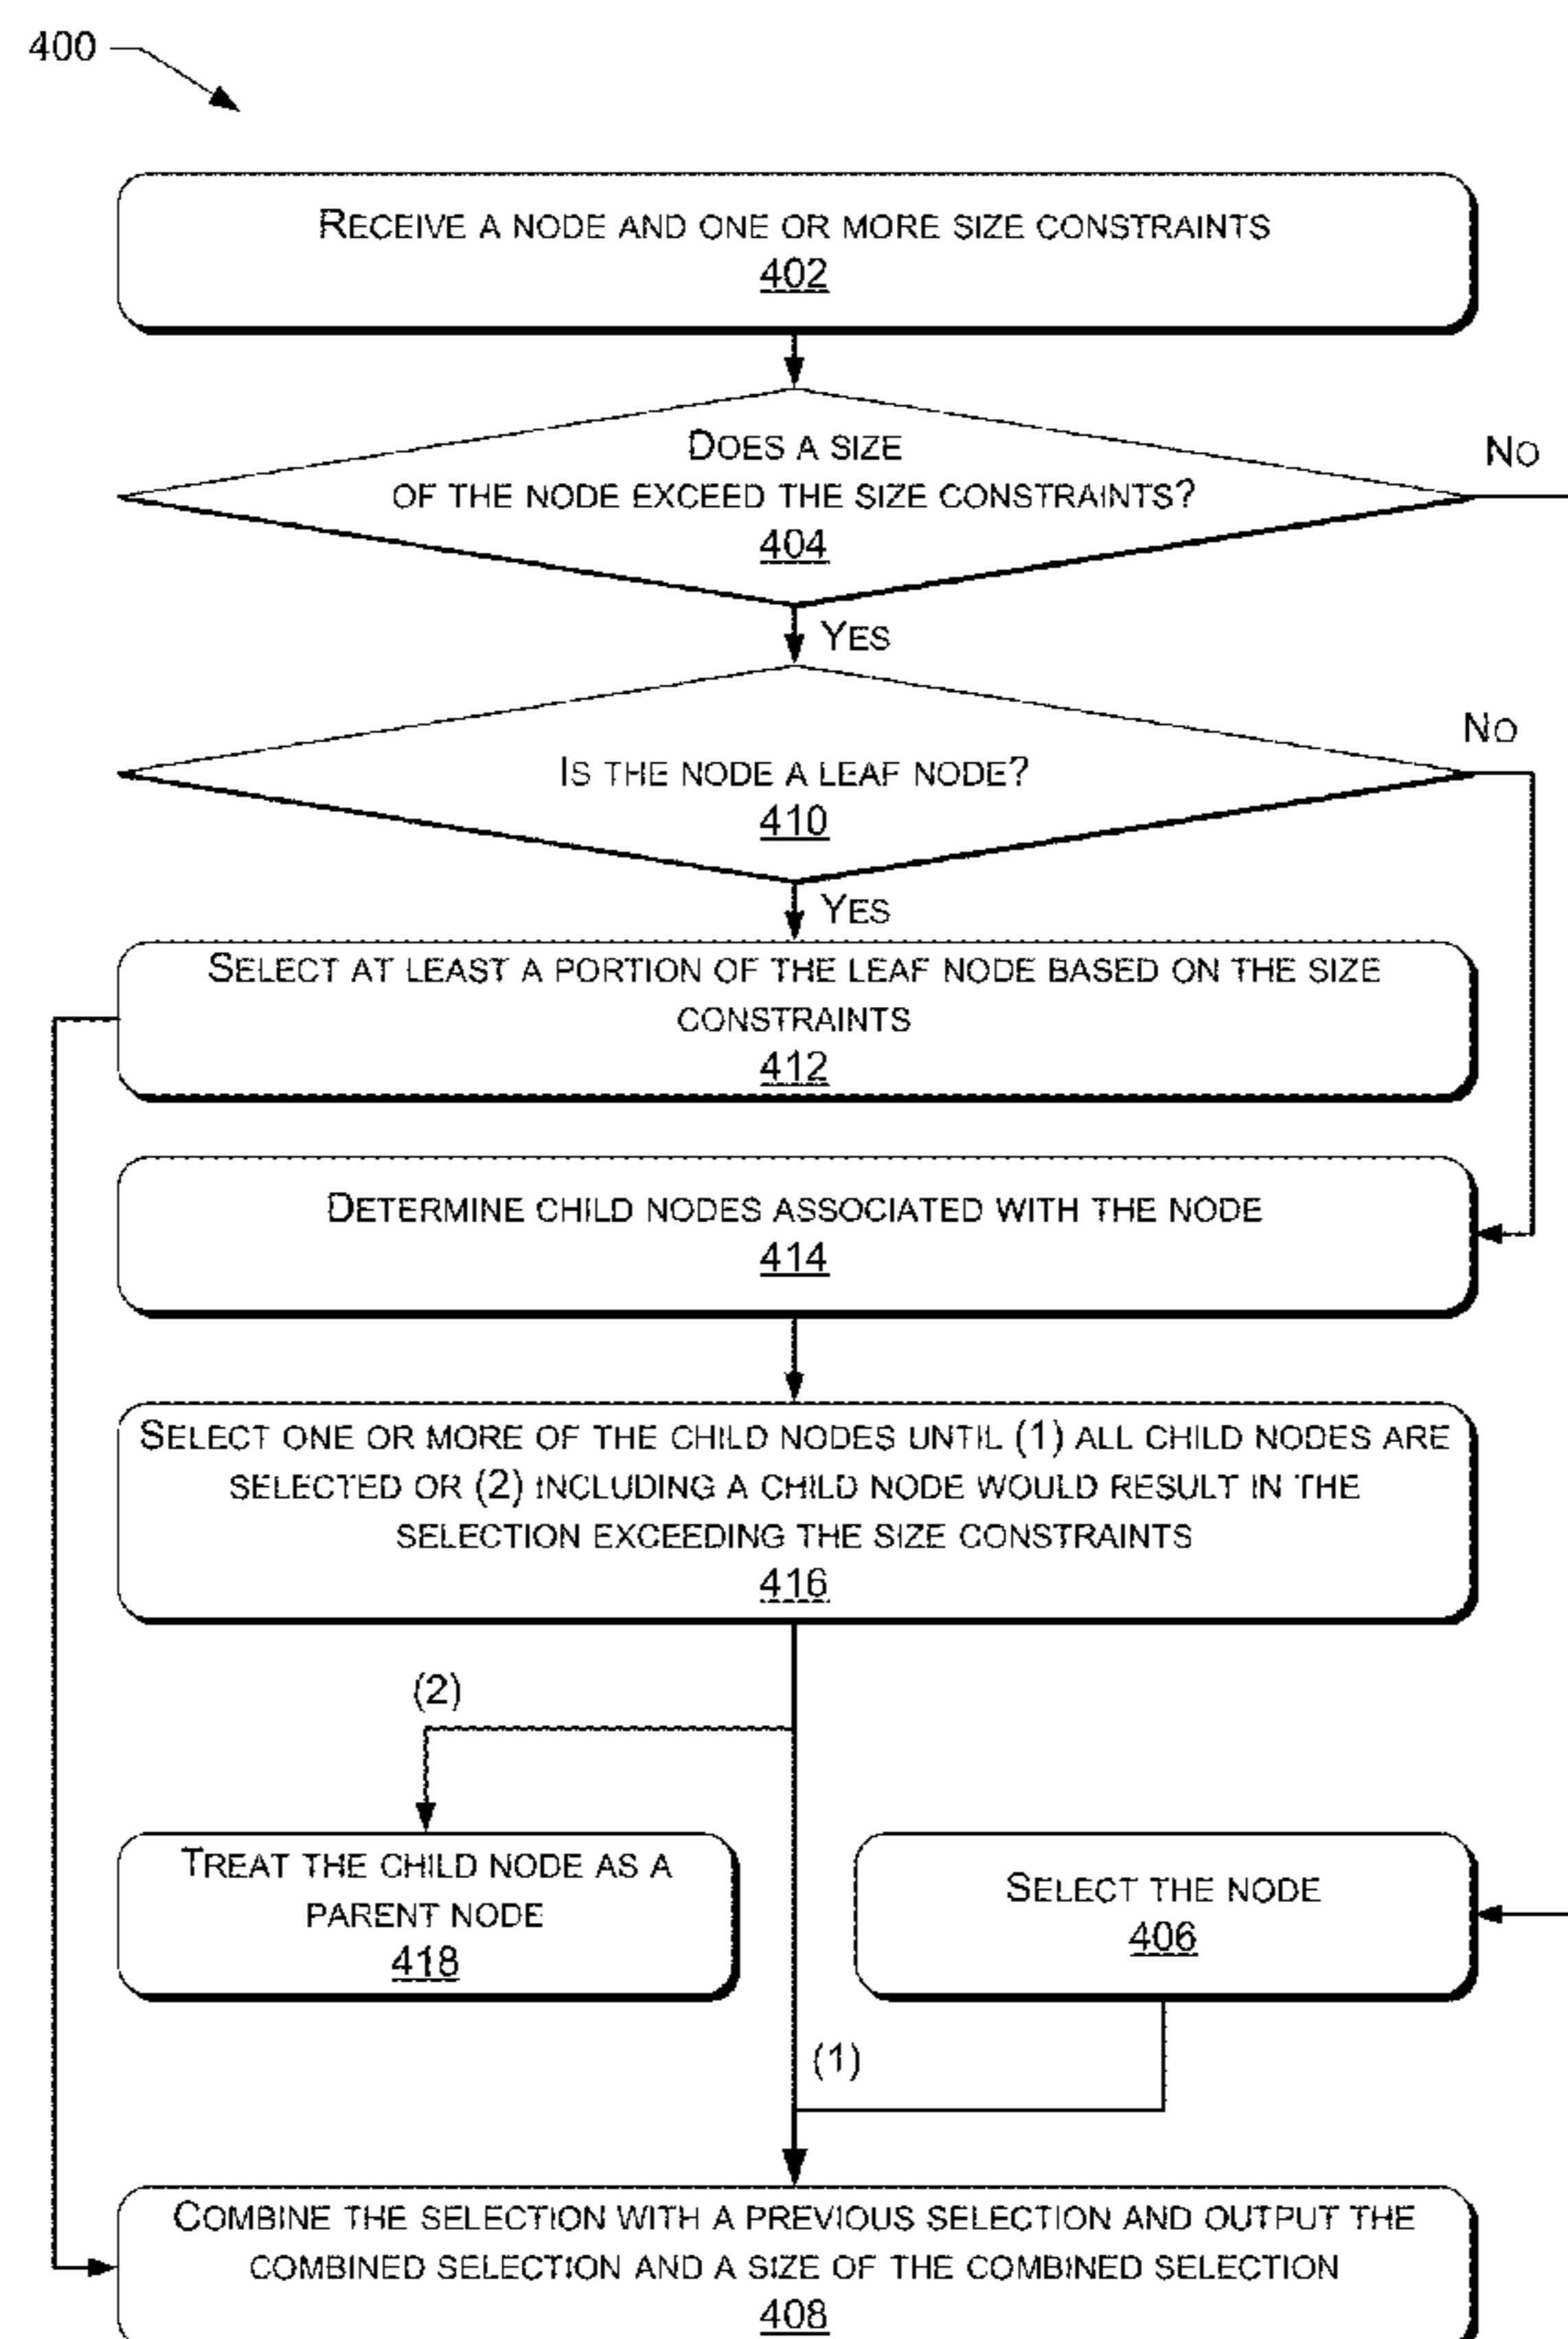 400
RECEIVE A NODE AND ONE OR MORE SIZE CONSTRAINTS
402
DOES A SIZE
OF THE NODE EXCEED THE SIZE CONSTRAINTS?
404
NO
YES
IS THE NODE A LEAF NODE?
410
NO
YES
SELECT AT LEAST A PORTION OF THE LEAF NODE BASED ON THE SIZE
CONSTRAINTS
412
DETERMINE CHILD NODES ASSOCIATED WITH THE NODE
414
SELECT ONE OR MORE OF THE CHILD NODES UNTIL (1) ALL CHILD NODES ARE
SELECTED OR (2) INCLUDING A CHILD NODE WOULD RESULT IN THE
SELECTION EXCEEDING THE SIZE CONSTRAINTS
416
(2)
TREAT THE CHILD NODE AS A
PARENT NODE
418
SELECT THE NODE
406
(1)
COMBINE THE SELECTION WITH A PREVIOUS SELECTION AND OUTPUT THE
COMBINED SELECTION AND A SIZE OF THE COMBINED SELECTION
408